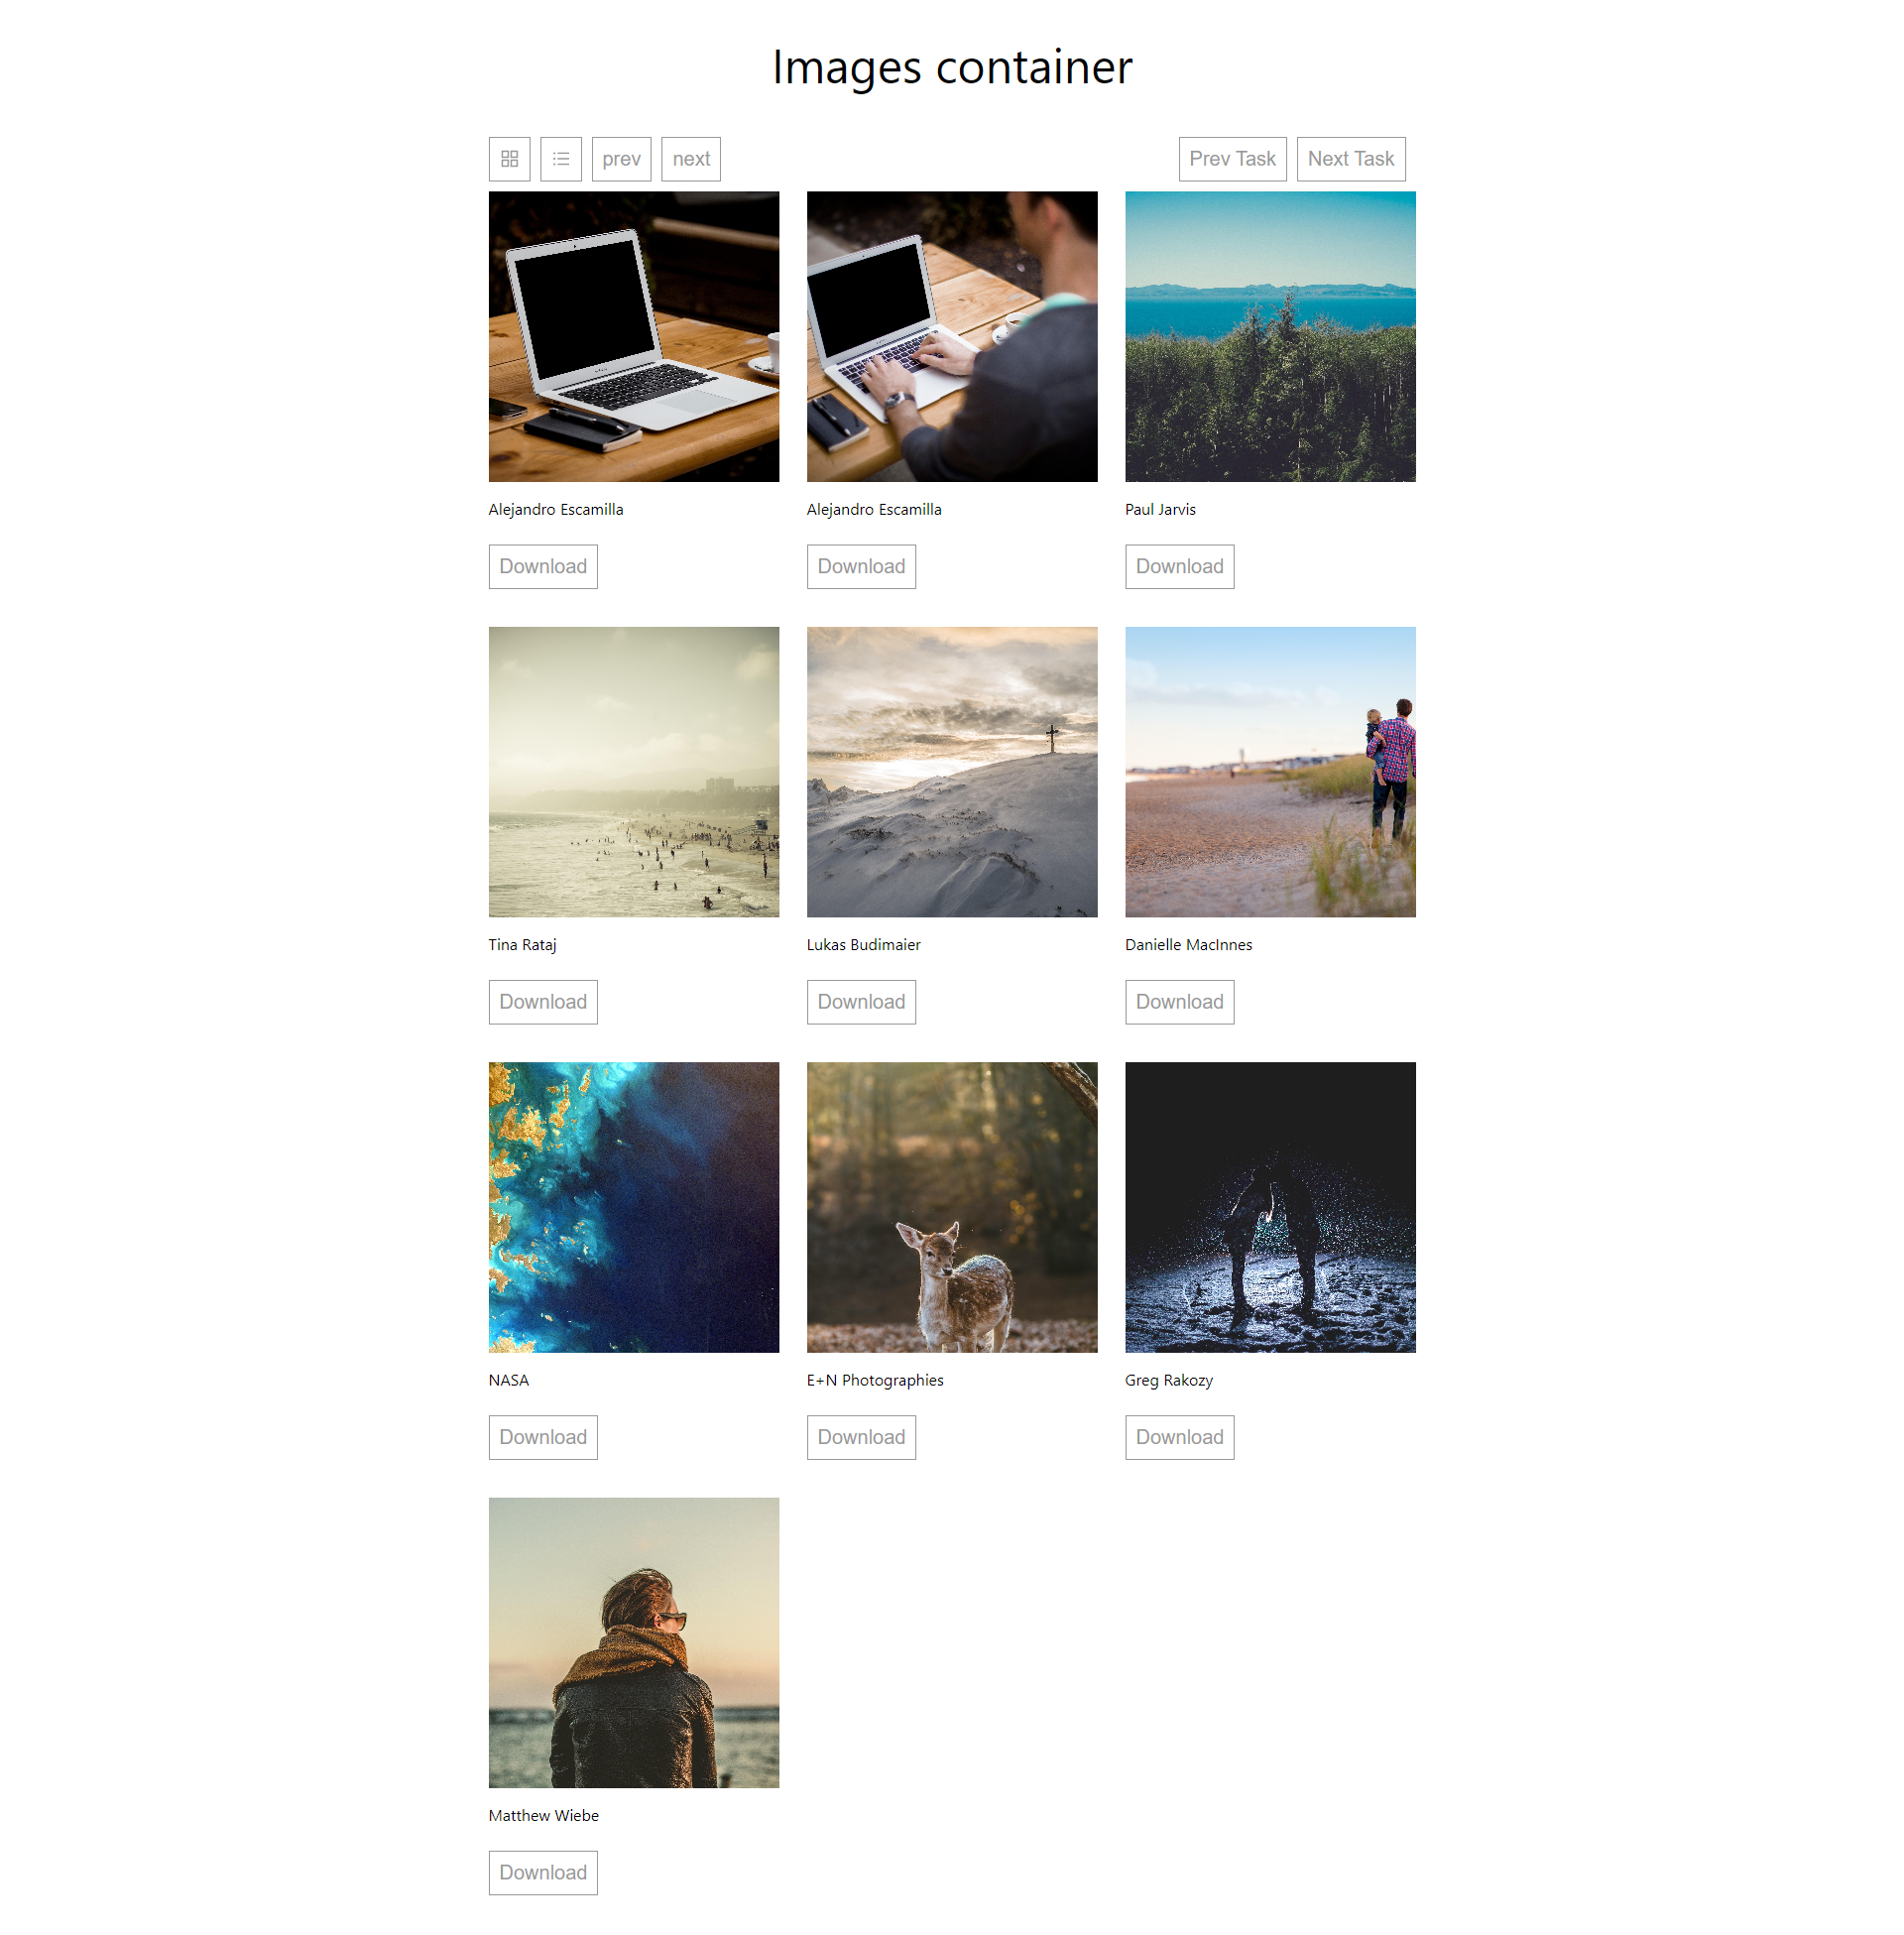 Images container
prev next Prev Task Next Task
Alejandro Escamilla Alejandro Escamilla Paul Jarvis
Download Download Download
Tina Rataj Lukas Budimaier Danielle MacInnes
Download Download Download
NASA E+N Photographies Greg Rakozy
Download Download Download
Matthew Wiebe
Download